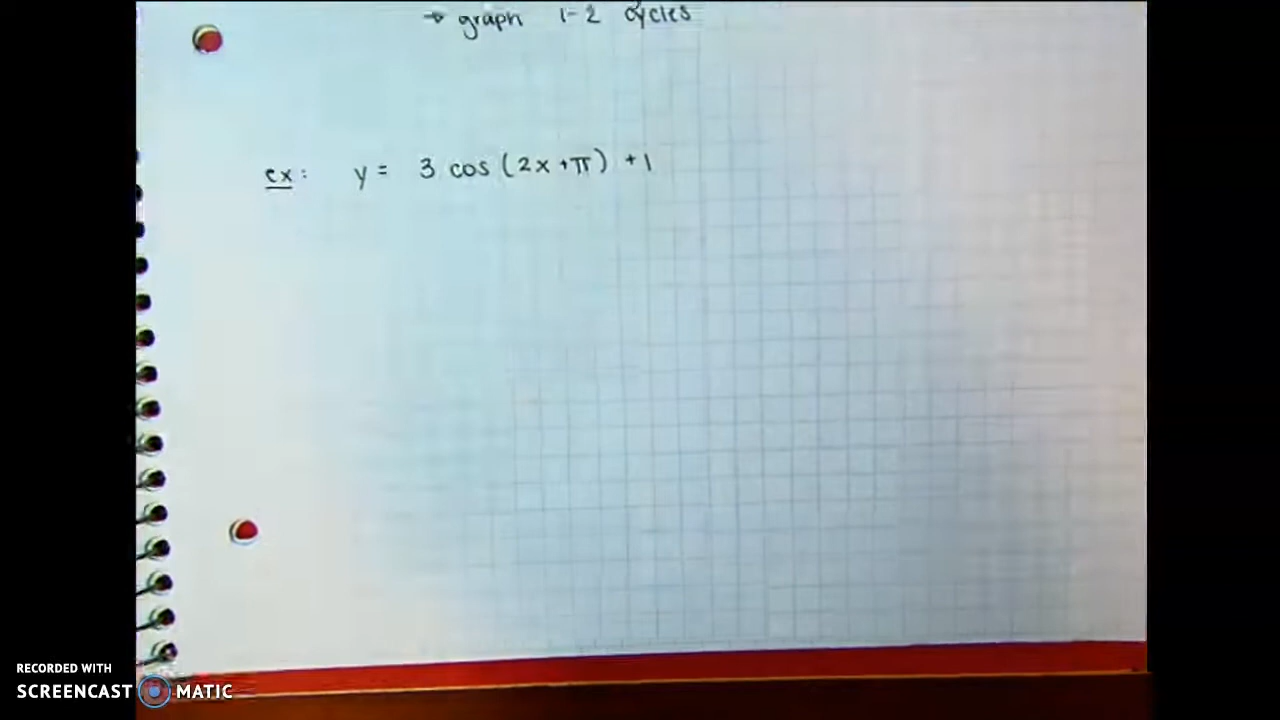 → graph 1-2 cycles
ex: y = 3 cos (2x + π) + 1
RECORDED WITH
SCREENCAST MATIC